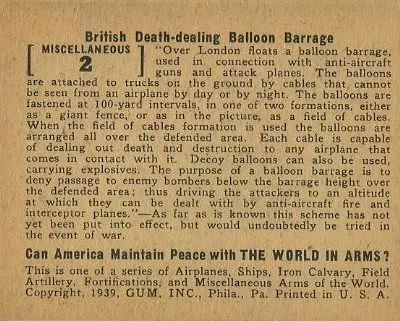 British Death-dealing Balloon Barrage
[ MISCELLANEOUS 2 ]
"Over London floats a balloon barrage,
used in connection with anti-aircraft
guns and attack planes. The balloons
are attached to trucks on the ground by cables that cannot
be seen from an airplane by day or by night. The balloons are
fastened at 100-yard intervals, in one of two formations, either
as a giant fence, or as in the picture, as a field of cables.
When the field of cables formation is used the balloons are
arranged all over the defended area. Each cable is capable
of dealing out death and destruction to any airplane that
comes in contact with it. Decoy balloons can also be used,
carrying explosives. The purpose of a balloon barrage is to
deny passage to enemy bombers below the barrage height over
the defended area; thus driving the attackers to an altitude
at which they can be dealt with by anti-aircraft fire and
interceptor planes."—As far as is known this scheme has not
yet been put into effect, but would undoubtedly be tried in
the event of war.
Can America Maintain Peace with THE WORLD IN ARMS?
This is one of a series of Airplanes, Ships, Iron Calvary, Field
Artillery, Fortifications, and Miscellaneous Arms of the World.
Copyright, 1939, GUM, INC., Phila., Pa. Printed in U. S. A.